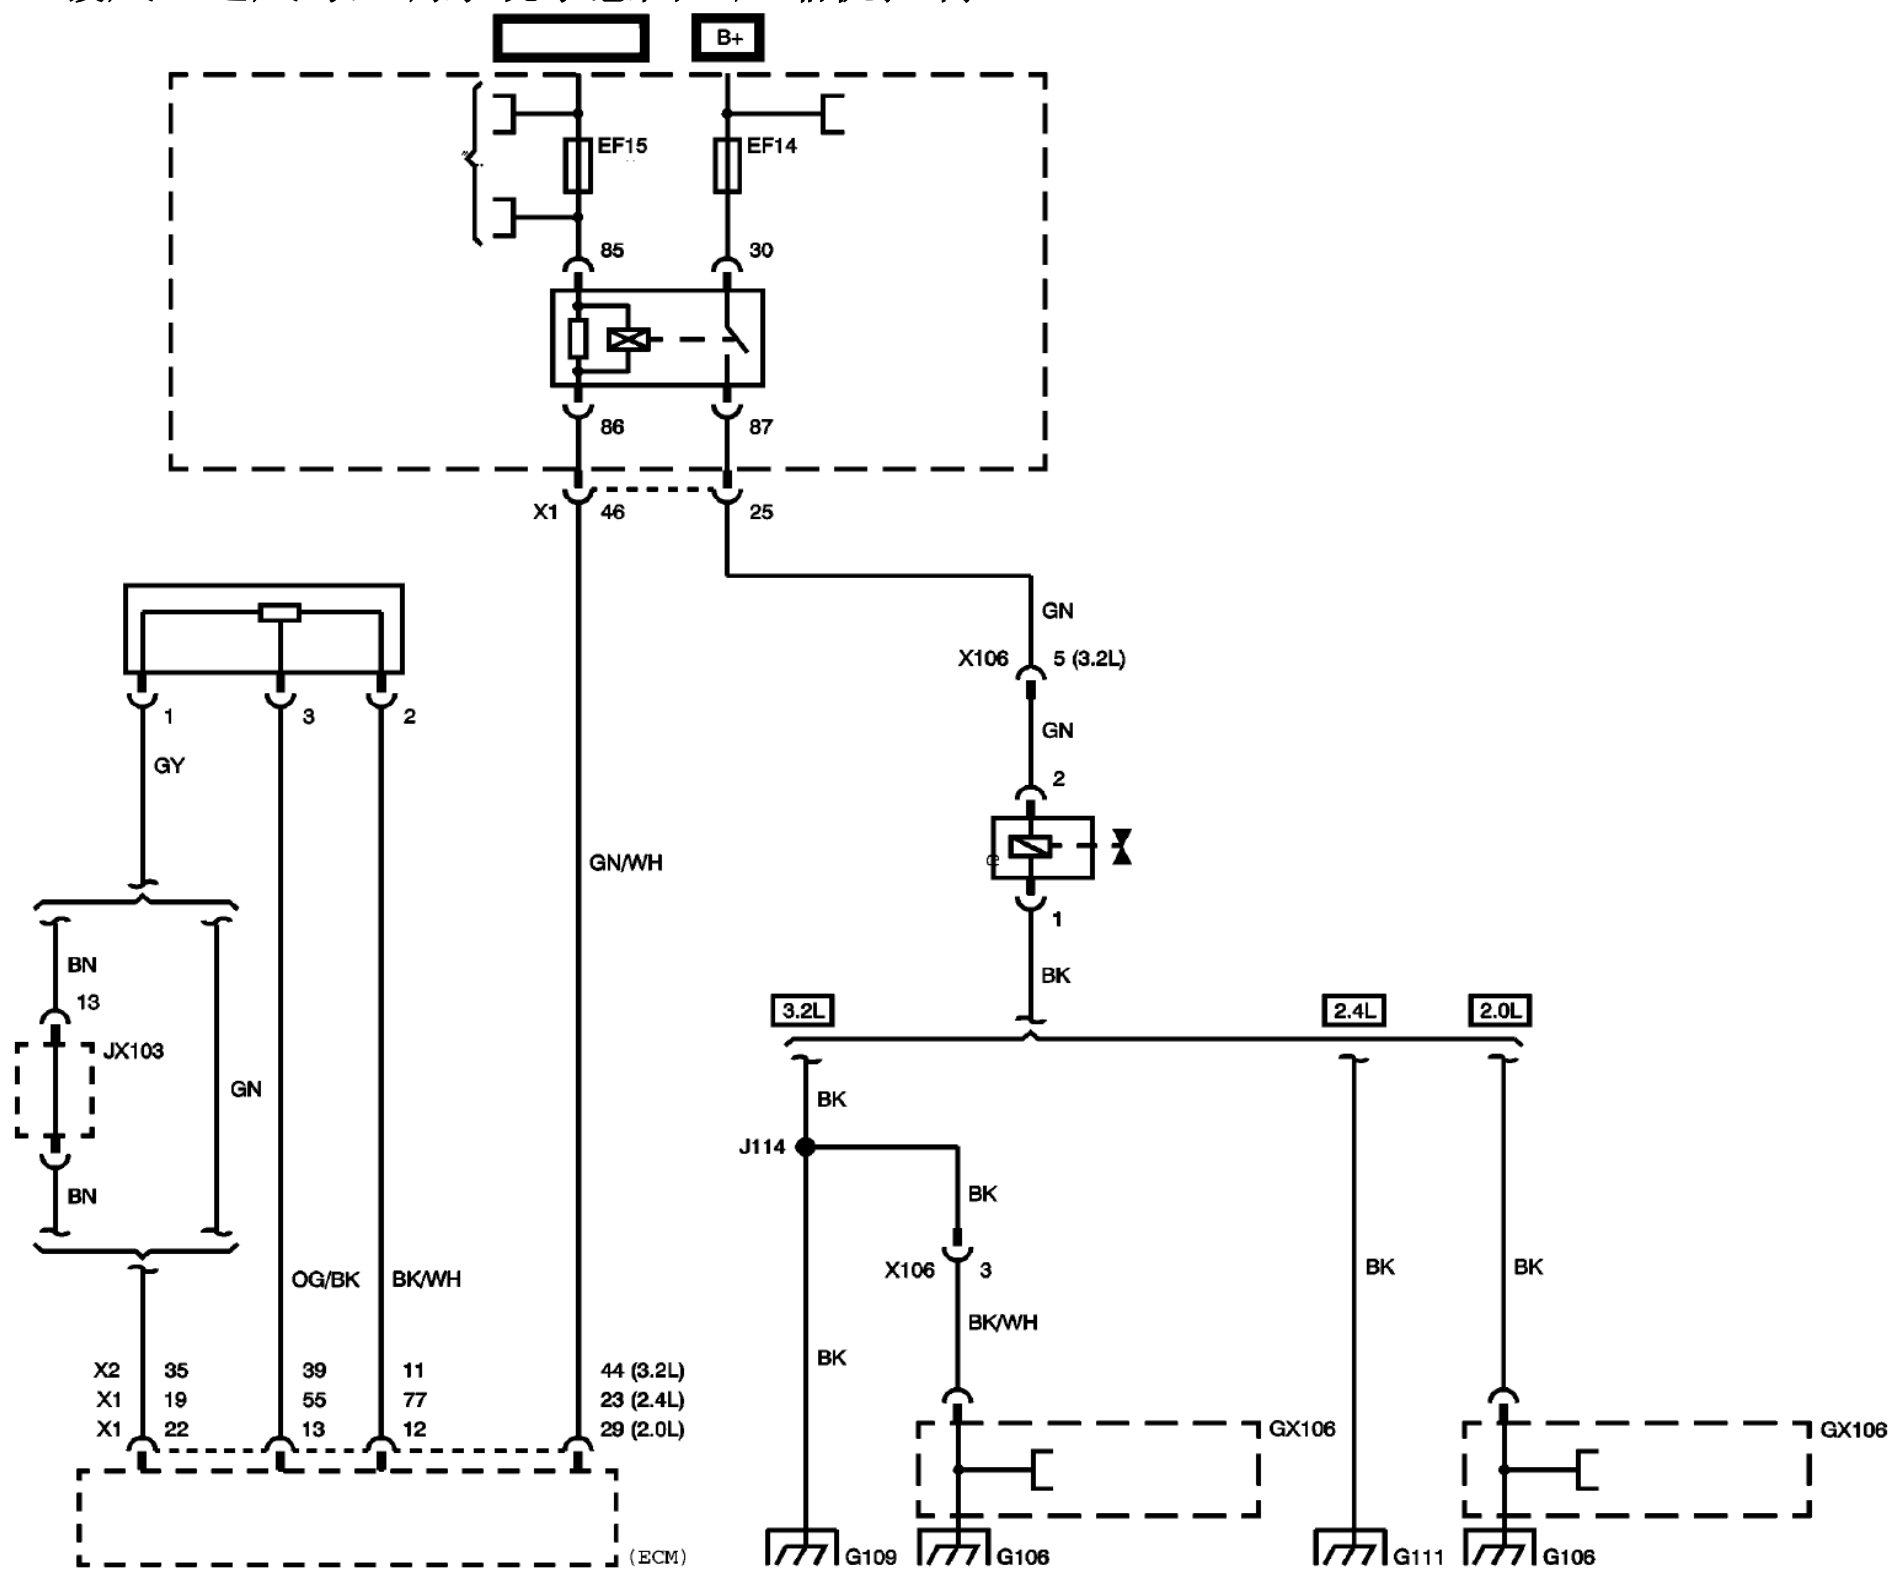 B+
EF15
EF14
85
30
86
87
X1
46
25
GN
X106
5 (3.2L)
1
3
2
GN
GY
2
GN/WH
1
BN
BK
13
3.2L
2.4L
2.0L
JX103
GN
BK
J114
BN
BK
X106
3
BK
BK
OG/BK
BK/WH
BK/WH
BK
X2
35
39
11
44 (3.2L)
X1
19
55
77
23 (2.4L)
X1
22
13
12
29 (2.0L)
GX106
GX106
(ECM)
G109
G106
G111
G106